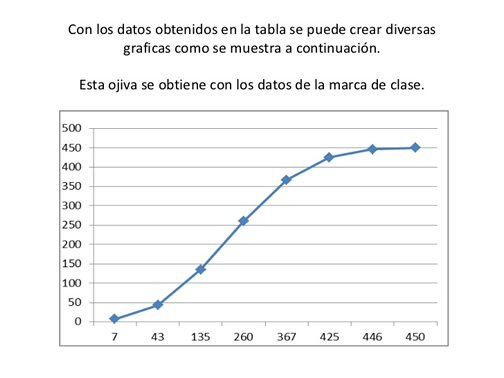 Con los datos obtenidos en la tabla se puede crear diversas
graficas como se muestra a continuación.
Esta ojiva se obtiene con los datos de la marca de clase.
500
450
400
350
300
250
200
150
100
50
0
7 43 135 260 367 425 446 450